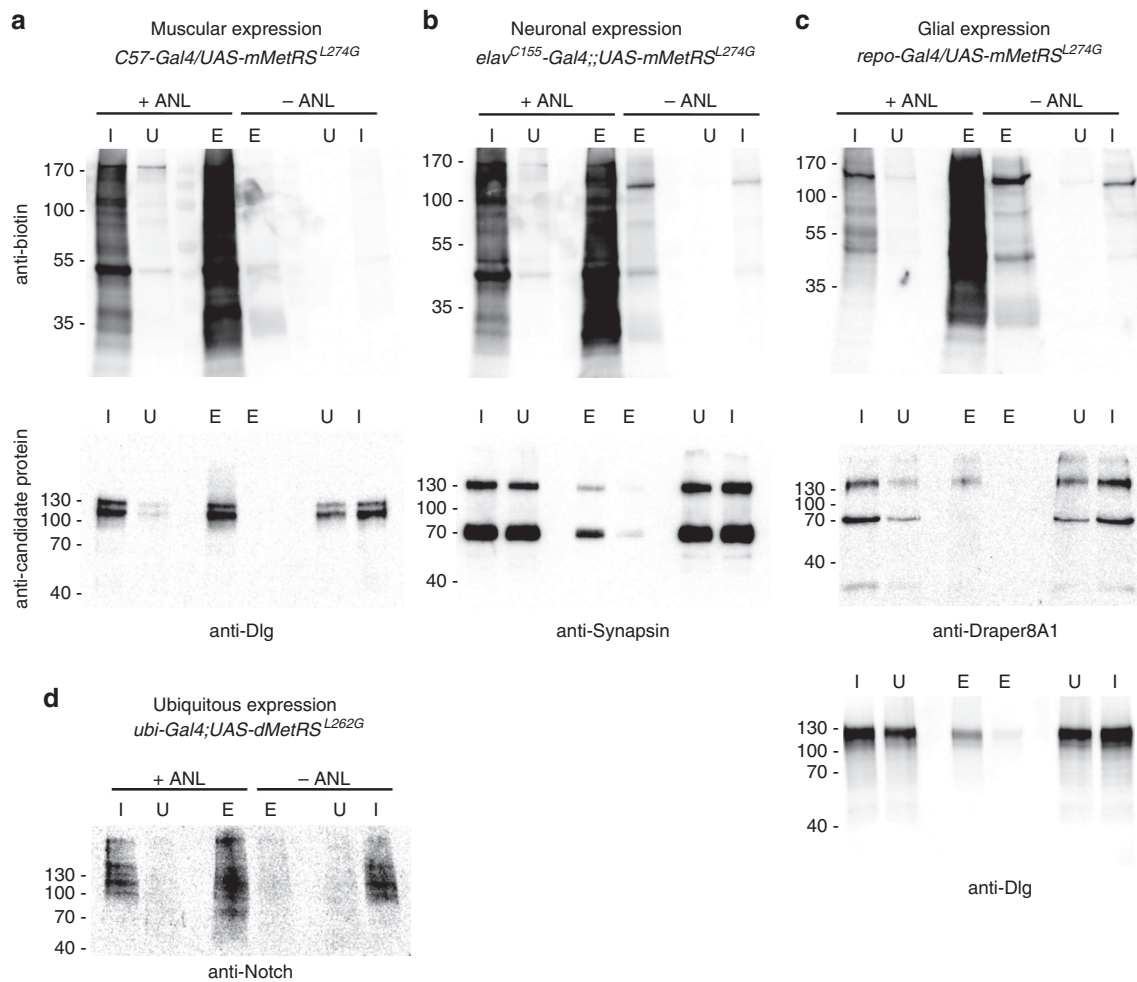 a
Muscular expression
C57-Gal4/UAS-mMetRS^L274G
+ ANL – ANL
I U E E U I
anti-biotin
170 -
100 -
55 -
35 -
I U E E U I
anti-candidate protein
130 -
100 -
70 -
40 -
anti-Dlg
b
Neuronal expression
elav^C155-Gal4;;UAS-mMetRS^L274G
+ ANL – ANL
I U E E U I
170 -
100 -
55 -
35 -
I U E E U I
130 -
100 -
70 -
40 -
anti-Synapsin
c
Glial expression
repo-Gal4/UAS-mMetRS^L274G
+ ANL – ANL
I U E E U I
170 -
100 -
55 -
35 -
I U E E U I
130 -
100 -
70 -
40 -
anti-Draper8A1
I U E E U I
130 -
100 -
70 -
40 -
anti-Dlg
d
Ubiquitous expression
ubi-Gal4;UAS-dMetRS^L262G
+ ANL – ANL
I U E E U I
130 -
100 -
70 -
40 -
anti-Notch